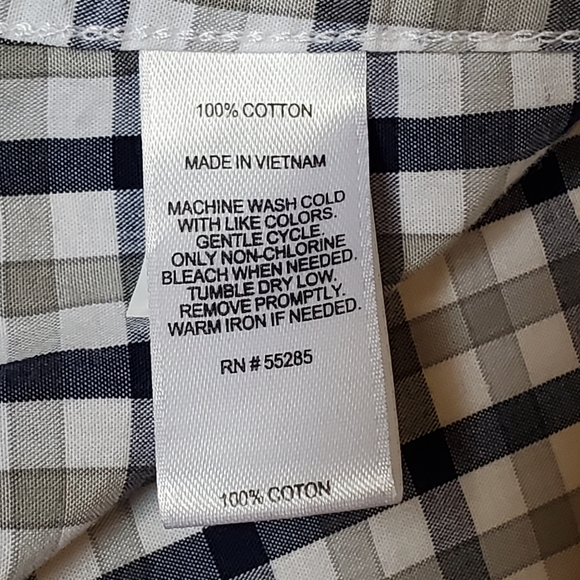 100% COTTON
MADE IN VIETNAM
MACHINE WASH COLD
WITH LIKE COLORS.
GENTLE CYCLE.
ONLY NON-CHLORINE
BLEACH WHEN NEEDED.
TUMBLE DRY LOW.
REMOVE PROMPTLY.
WARM IRON IF NEEDED.
RN # 55285
100% COTON